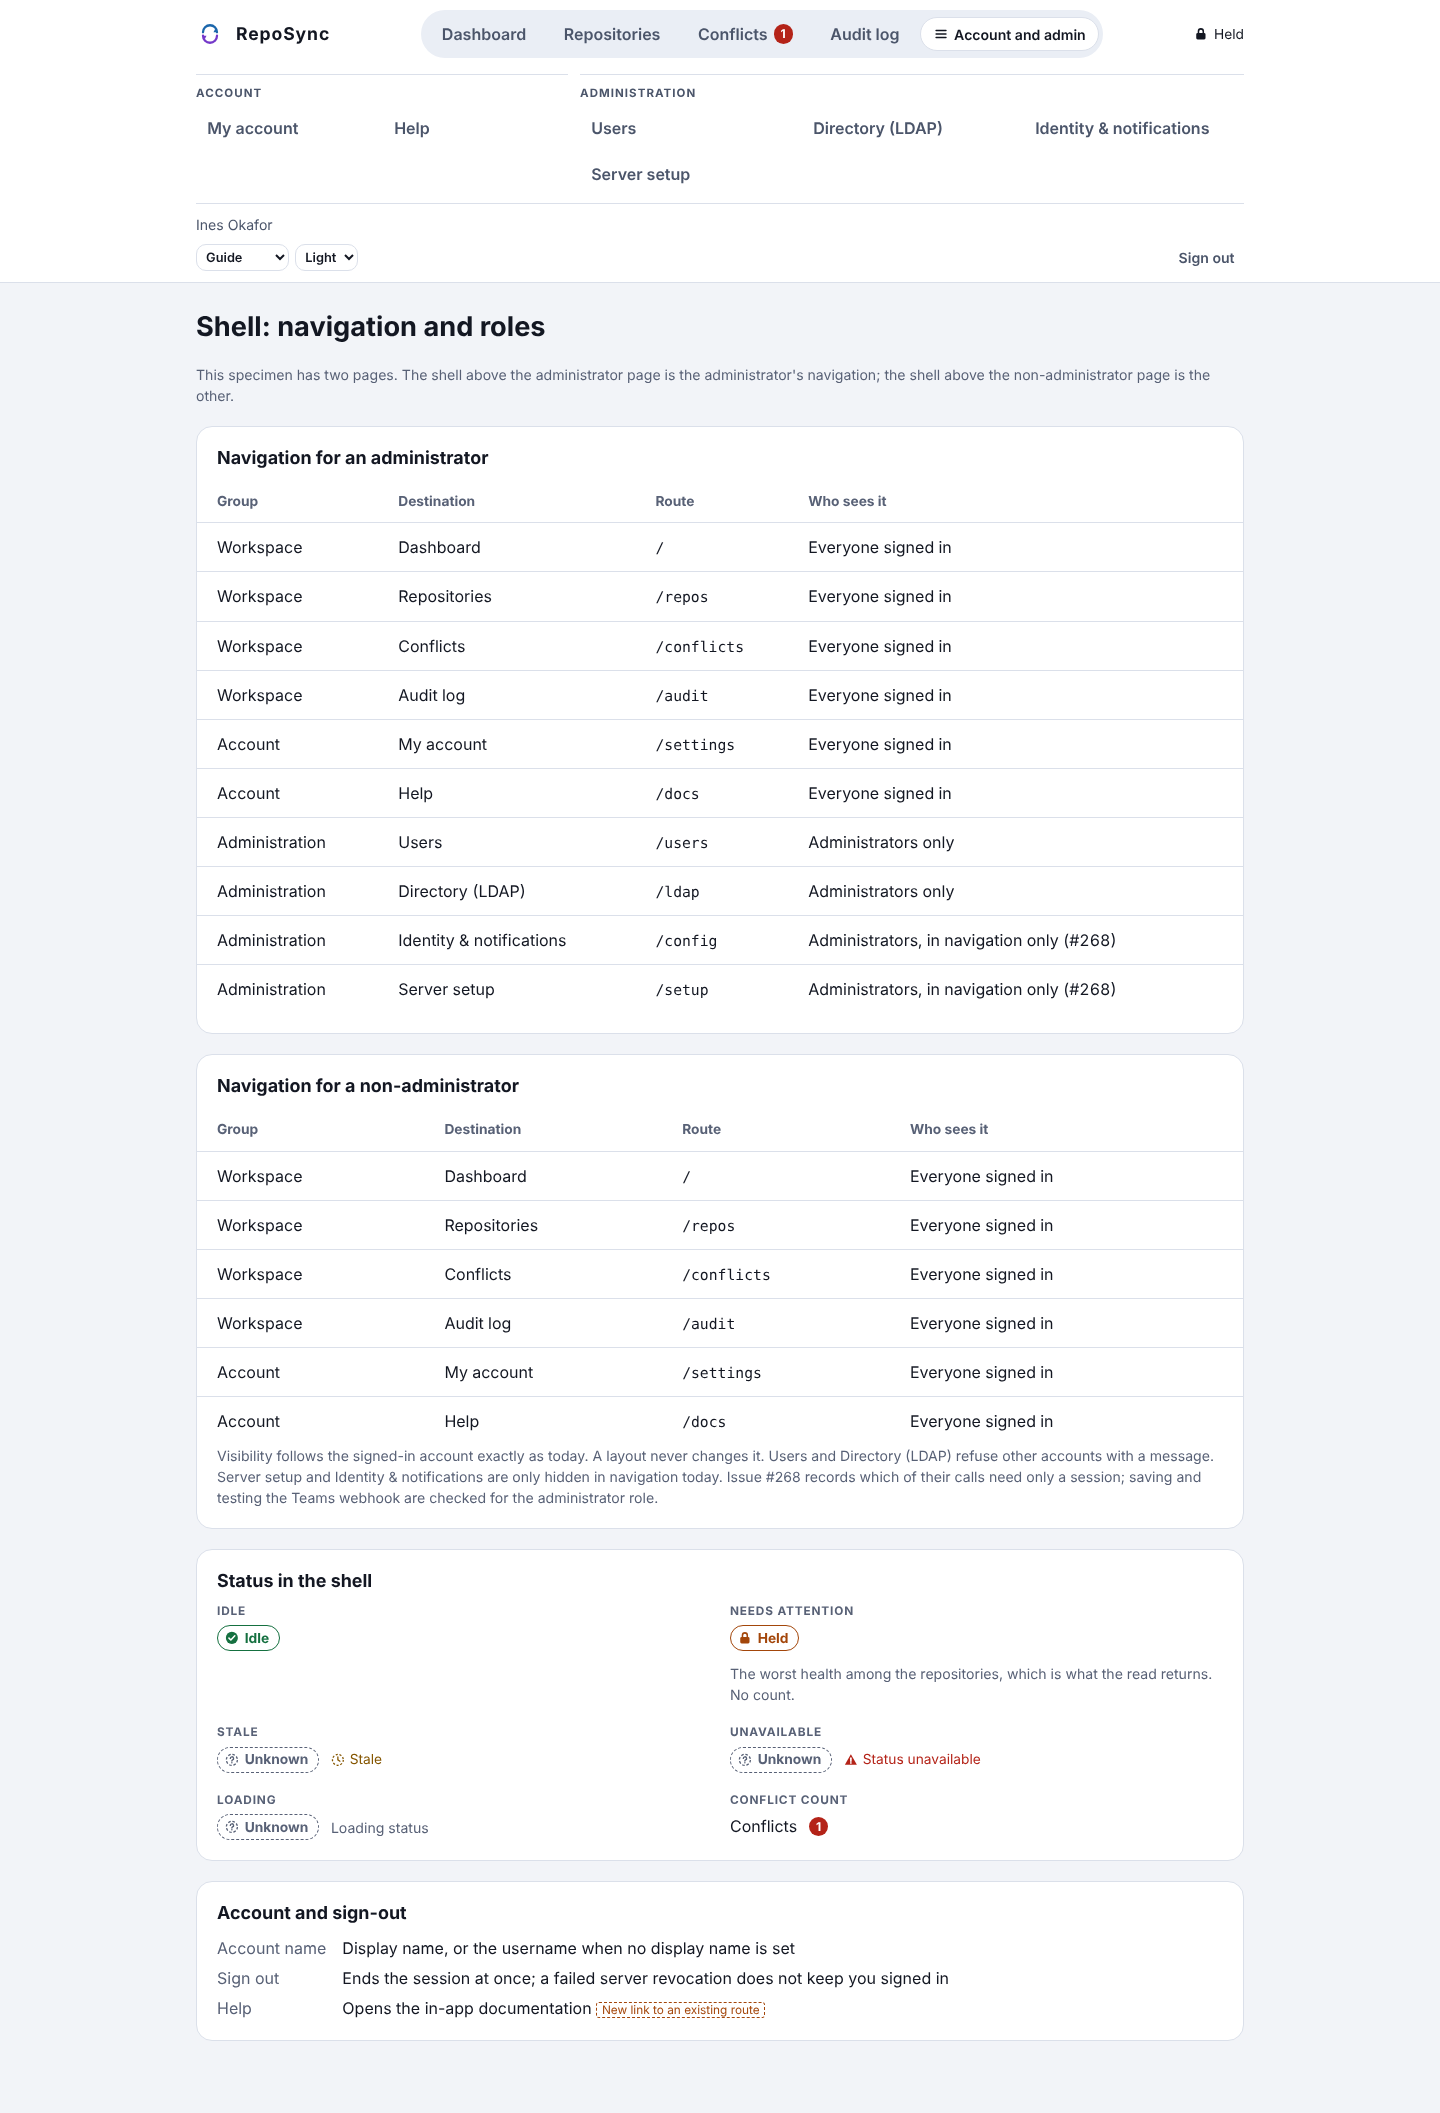 RepoSync
Dashboard
Repositories
Conflicts 1
Audit log
Account and admin
Held
ACCOUNT
My account
Help
ADMINISTRATION
Users
Directory (LDAP)
Identity & notifications
Server setup
Ines Okafor
Guide
Light
Sign out
Shell: navigation and roles
This specimen has two pages. The shell above the administrator page is the administrator's navigation; the shell above the non-administrator page is the
other.
Navigation for an administrator
Group Destination Route Who sees it
Workspace Dashboard / Everyone signed in
Workspace Repositories /repos Everyone signed in
Workspace Conflicts /conflicts Everyone signed in
Workspace Audit log /audit Everyone signed in
Account My account /settings Everyone signed in
Account Help /docs Everyone signed in
Administration Users /users Administrators only
Administration Directory (LDAP) /ldap Administrators only
Administration Identity & notifications /config Administrators, in navigation only (#268)
Administration Server setup /setup Administrators, in navigation only (#268)
Navigation for a non-administrator
Group Destination Route Who sees it
Workspace Dashboard / Everyone signed in
Workspace Repositories /repos Everyone signed in
Workspace Conflicts /conflicts Everyone signed in
Workspace Audit log /audit Everyone signed in
Account My account /settings Everyone signed in
Account Help /docs Everyone signed in
Visibility follows the signed-in account exactly as today. A layout never changes it. Users and Directory (LDAP) refuse other accounts with a message.
Server setup and Identity & notifications are only hidden in navigation today. Issue #268 records which of their calls need only a session; saving and
testing the Teams webhook are checked for the administrator role.
Status in the shell
IDLE
Idle
NEEDS ATTENTION
Held
The worst health among the repositories, which is what the read returns.
No count.
STALE
Unknown Stale
UNAVAILABLE
Unknown Status unavailable
LOADING
Unknown Loading status
CONFLICT COUNT
Conflicts 1
Account and sign-out
Account name Display name, or the username when no display name is set
Sign out Ends the session at once; a failed server revocation does not keep you signed in
Help Opens the in-app documentation New link to an existing route